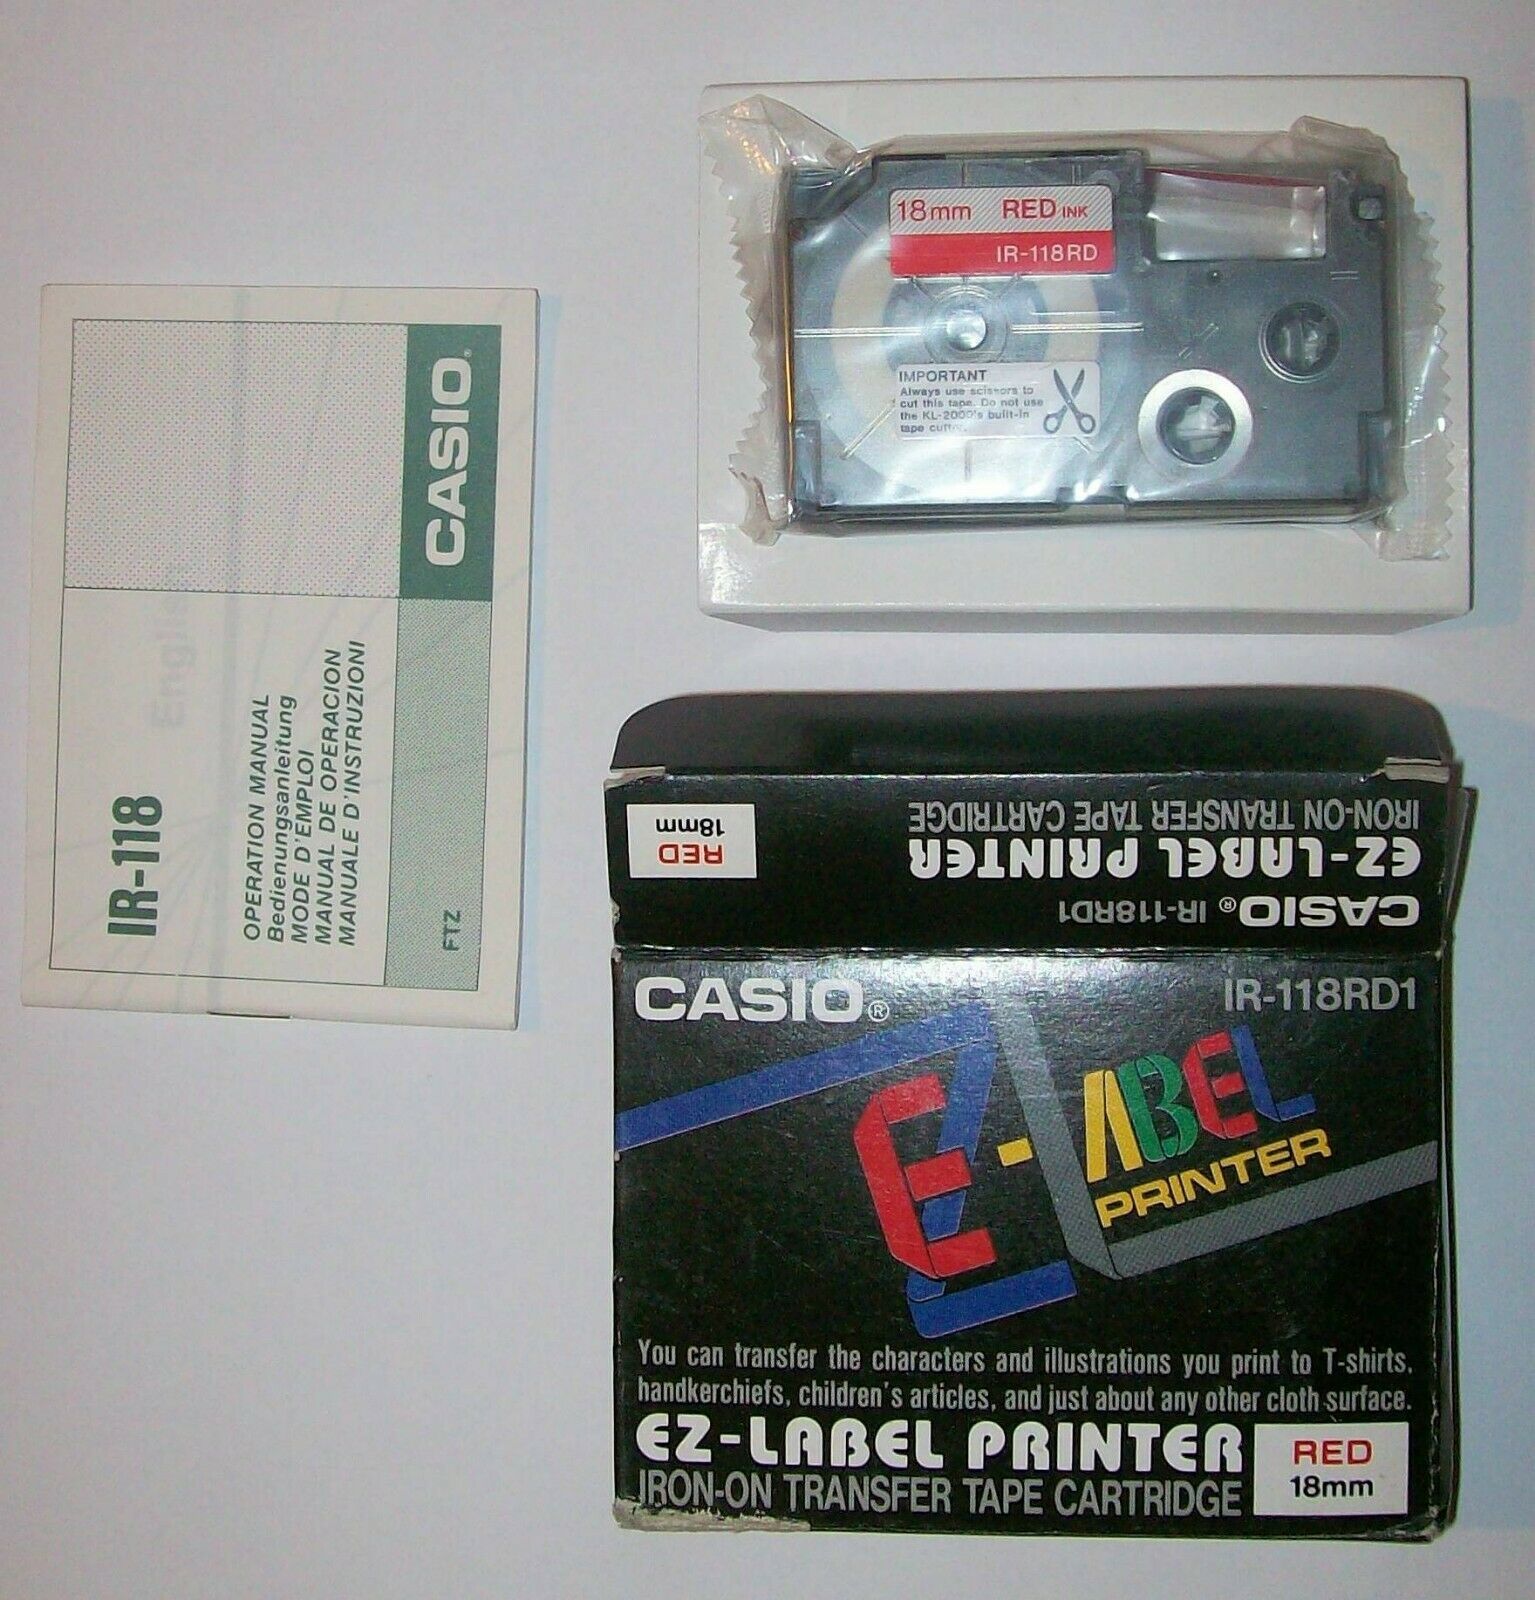 CASIO®
IR-118
OPERATION MANUAL
Bedienungsanleitung
MODE D'EMPLOI
MANUAL DE OPERACION
MANUALE D'INSTRUZIONI
FTZ
English
18mm RED INK
IR-118RD
IMPORTANT
Always use scissors to
cut this tape. Do not use
the KL-2000's built-in
tape cutter.
CASIO® IR-118RD1
EZ-LABEL PRINTER
IRON-ON TRANSFER TAPE CARTRIDGE
RED
18mm
CASIO® IR-118RD1
EZ-LABEL
PRINTER
You can transfer the characters and illustrations you print to T-shirts,
handkerchiefs, children's articles, and just about any other cloth surface.
EZ-LABEL PRINTER
IRON-ON TRANSFER TAPE CARTRIDGE
RED
18mm